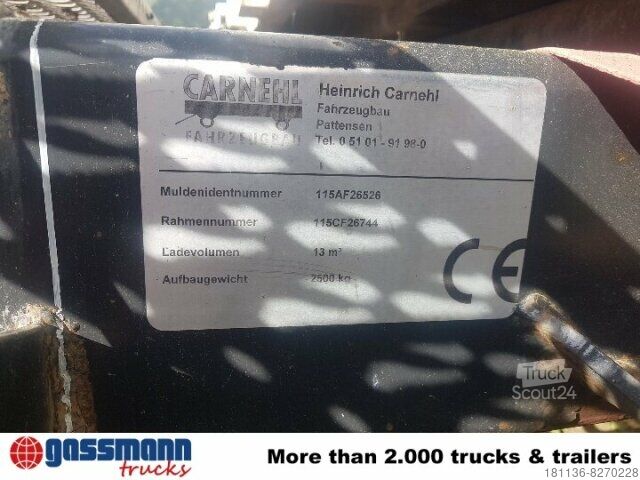 CARNEHL
FAHRZEUGBAU
Heinrich Carnehl
Fahrzeugbau
Pattensen
Tel. 0 51 01 - 91 98-0
Muldenidentnummer 115AF26526
Rahmennummer 115CF26744
Ladevolumen 13 m³
Aufbaugewicht 2500 kg
CE
Truck
Scout24
gassmann
trucks
More than 2.000 trucks & trailers
181136-8270228